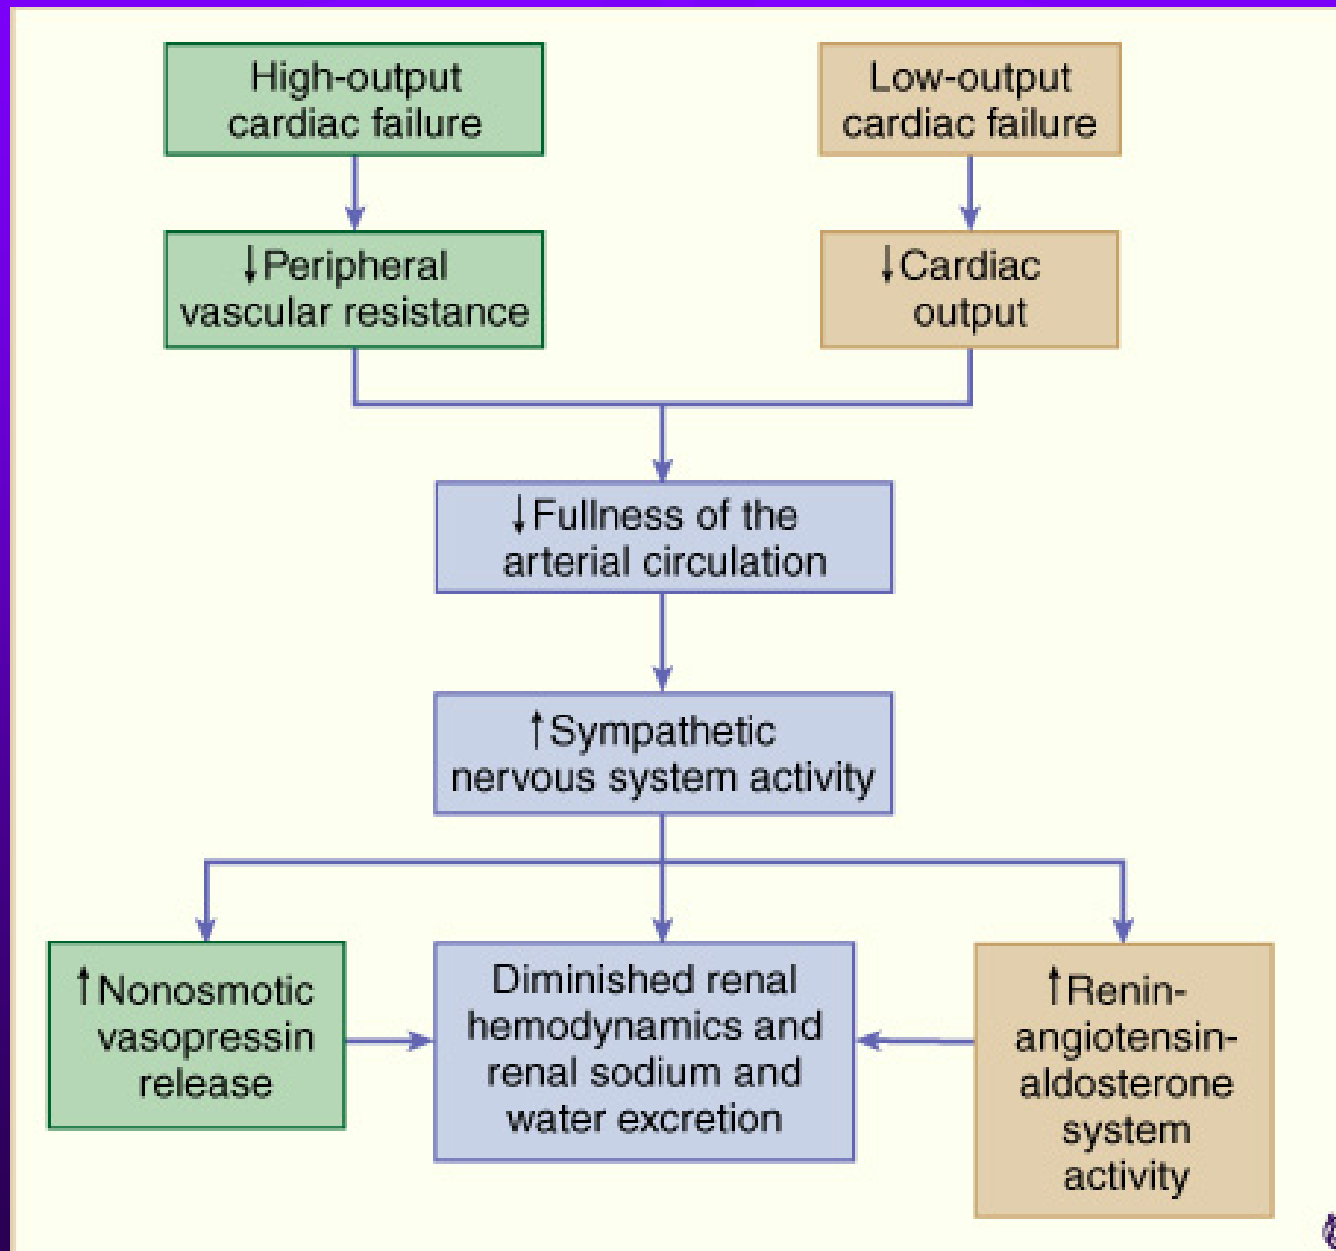 High-output
cardiac failure
Low-output
cardiac failure
↓Peripheral
vascular resistance
↓Cardiac
output
↓Fullness of the
arterial circulation
↑Sympathetic
nervous system activity
↑Nonosmotic
vasopressin
release
Diminished renal
hemodynamics and
renal sodium and
water excretion
↑Renin-
angiotensin-
aldosterone
system
activity